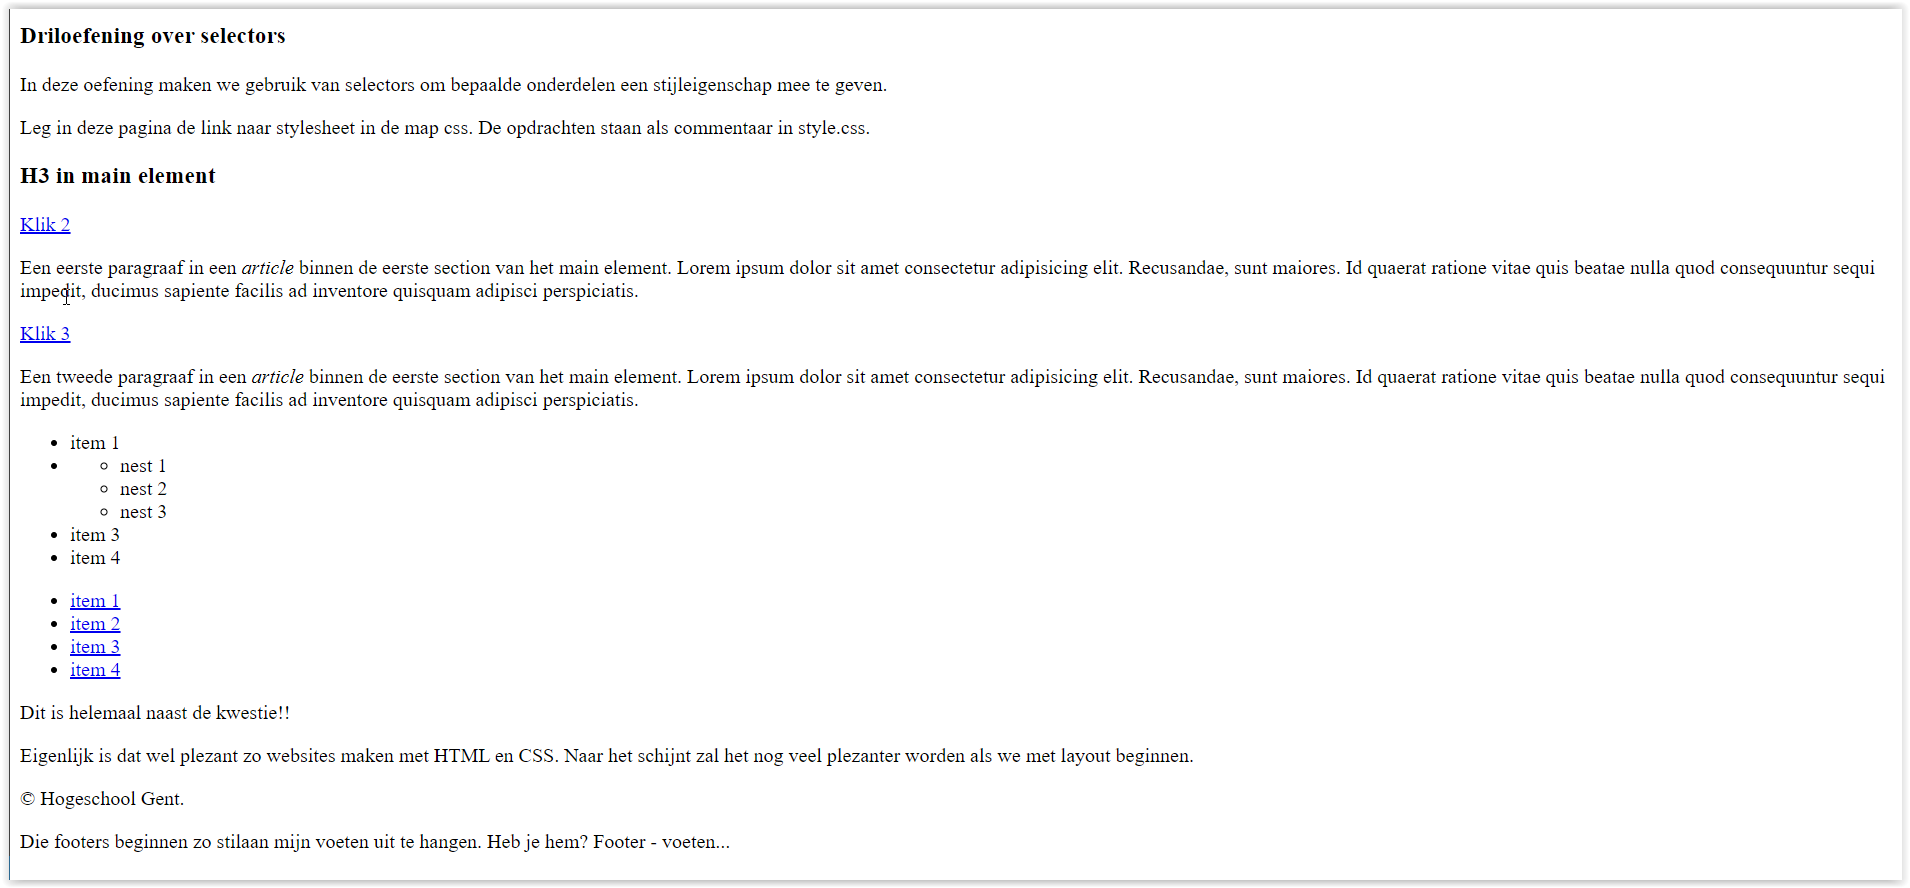 Driloefening over selectors
In deze oefening maken we gebruik van selectors om bepaalde onderdelen een stijleigenschap mee te geven.
Leg in deze pagina de link naar stylesheet in de map css. De opdrachten staan als commentaar in style.css.
H3 in main element
Klik 2
Een eerste paragraaf in een article binnen de eerste section van het main element. Lorem ipsum dolor sit amet consectetur adipisicing elit. Recusandae, sunt maiores. Id quaerat ratione vitae quis beatae nulla quod consequuntur sequi
impedit, ducimus sapiente facilis ad inventore quisquam adipisci perspiciatis.
Klik 3
Een tweede paragraaf in een article binnen de eerste section van het main element. Lorem ipsum dolor sit amet consectetur adipisicing elit. Recusandae, sunt maiores. Id quaerat ratione vitae quis beatae nulla quod consequuntur sequi
impedit, ducimus sapiente facilis ad inventore quisquam adipisci perspiciatis.
item 1
nest 1
nest 2
nest 3
item 3
item 4
item 1
item 2
item 3
item 4
Dit is helemaal naast de kwestie!!
Eigenlijk is dat wel plezant zo websites maken met HTML en CSS. Naar het schijnt zal het nog veel plezanter worden als we met layout beginnen.
© Hogeschool Gent.
Die footers beginnen zo stilaan mijn voeten uit te hangen. Heb je hem? Footer - voeten...